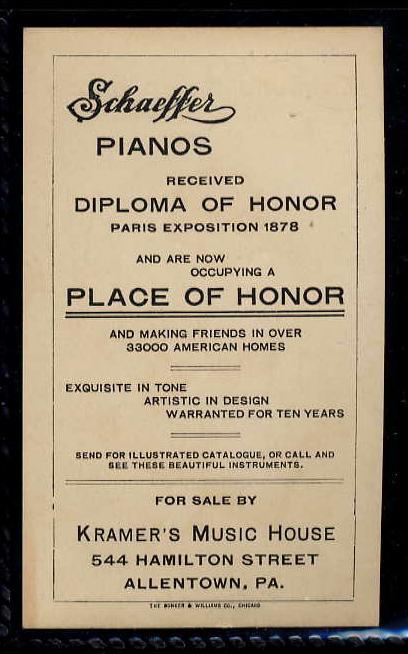 Schaeffer
PIANOS
RECEIVED
DIPLOMA OF HONOR
PARIS EXPOSITION 1878
AND ARE NOW
OCCUPYING A
PLACE OF HONOR
AND MAKING FRIENDS IN OVER
33000 AMERICAN HOMES
EXQUISITE IN TONE
ARTISTIC IN DESIGN
WARRANTED FOR TEN YEARS
SEND FOR ILLUSTRATED CATALOGUE, OR CALL AND
SEE THESE BEAUTIFUL INSTRUMENTS.
FOR SALE BY
KRAMER'S MUSIC HOUSE
544 HAMILTON STREET
ALLENTOWN, PA.
THE & WILLIAMS CO., CHICAGO